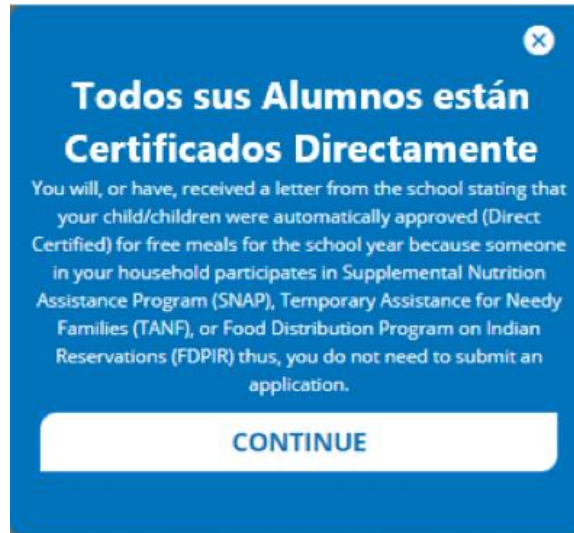 Todos sus Alumnos están
Certificados Directamente
You will, or have, received a letter from the school stating that
your child/children were automatically approved (Direct
Certified) for free meals for the school year because someone
in your household participates in Supplemental Nutrition
Assistance Program (SNAP), Temporary Assistance for Needy
Families (TANF), or Food Distribution Program on Indian
Reservations (FDPIR) thus, you do not need to submit an
application.
CONTINUE